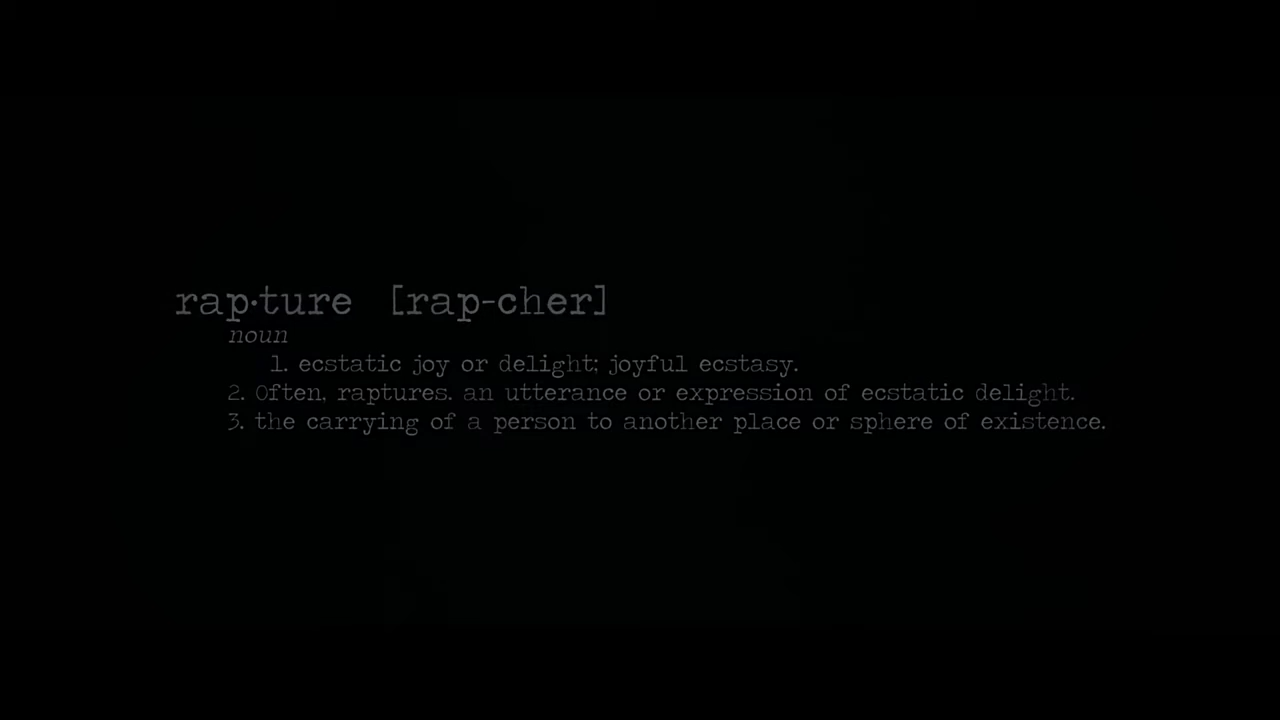 rap·ture [rap-cher]
noun
1. ecstatic joy or delight; joyful ecstasy.
2. Often, raptures. an utterance or expression of ecstatic delight.
3. the carrying of a person to another place or sphere of existence.